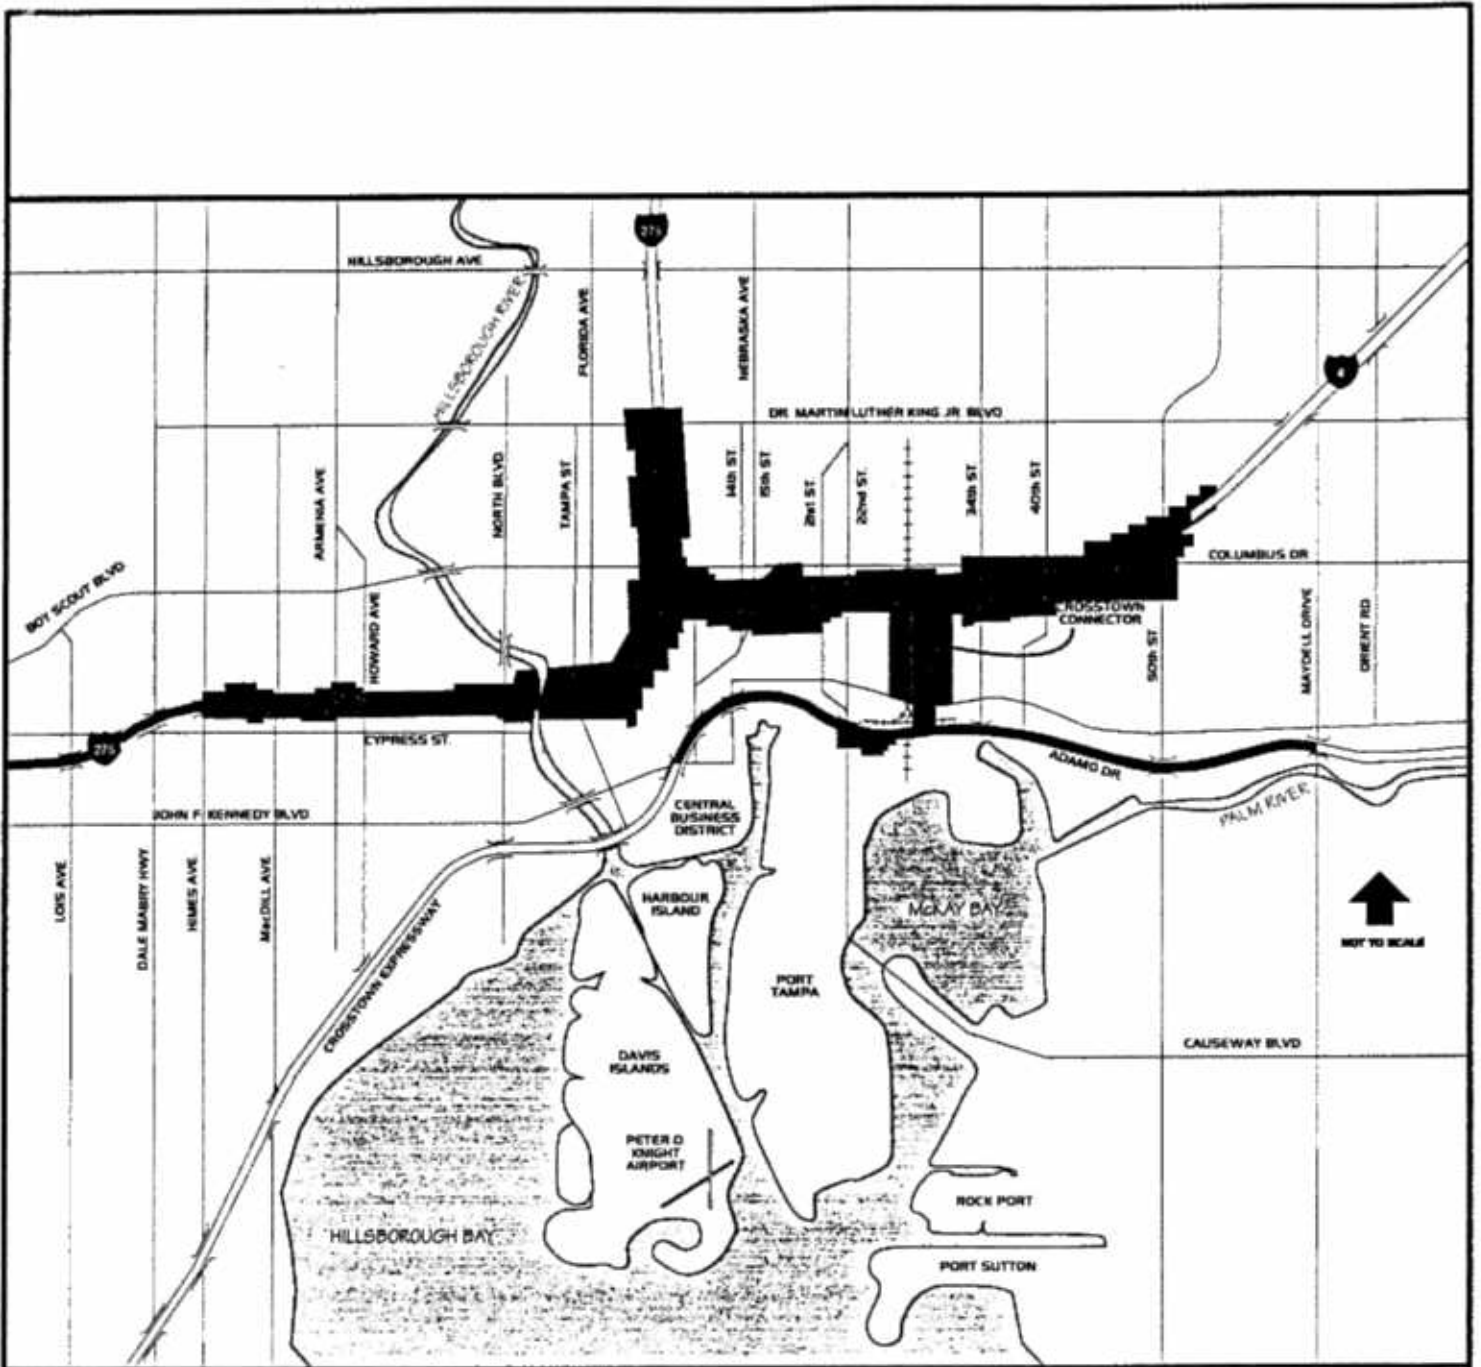 275
HILLSBOROUGH AVE
HILLSBOROUGH RIVER
FLORIDA AVE
NEBRASKA AVE
4
DR. MARTIN LUTHER KING JR. BLVD
ARMENIA AVE
NORTH BLVD.
TAMPA ST
14th ST.
15th ST.
21st ST.
22nd ST.
34th ST.
40th ST
COLUMBUS DR
BOY SCOUT BLVD
HOWARD AVE
CROSSTOWN
CONNECTOR
50th ST
MAYDELL DRIVE
ORIENT RD
275
CYPRESS ST.
ADAMO DR
JOHN F. KENNEDY BLVD
CENTRAL
BUSINESS
DISTRICT
PALM RIVER
LOIS AVE
DALE MABRY HWY
HIMES AVE
MacDILL AVE
CROSSTOWN EXPRESSWAY
HARBOUR
ISLAND
McKAY BAY
NOT TO SCALE
PORT
TAMPA
DAVIS
ISLANDS
CAUSEWAY BLVD
PETER O
KNIGHT
AIRPORT
ROCK PORT
HILLSBOROUGH BAY
PORT SUTTON